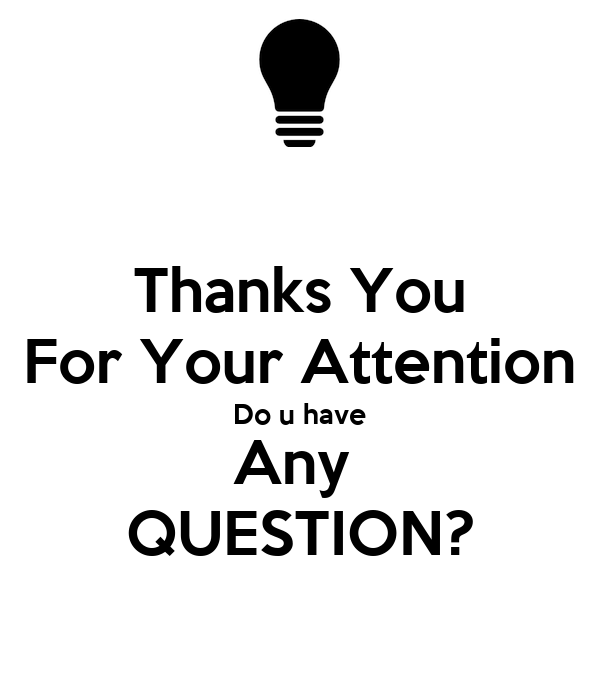 Thanks You
For Your Attention
Do u have
Any
QUESTION?